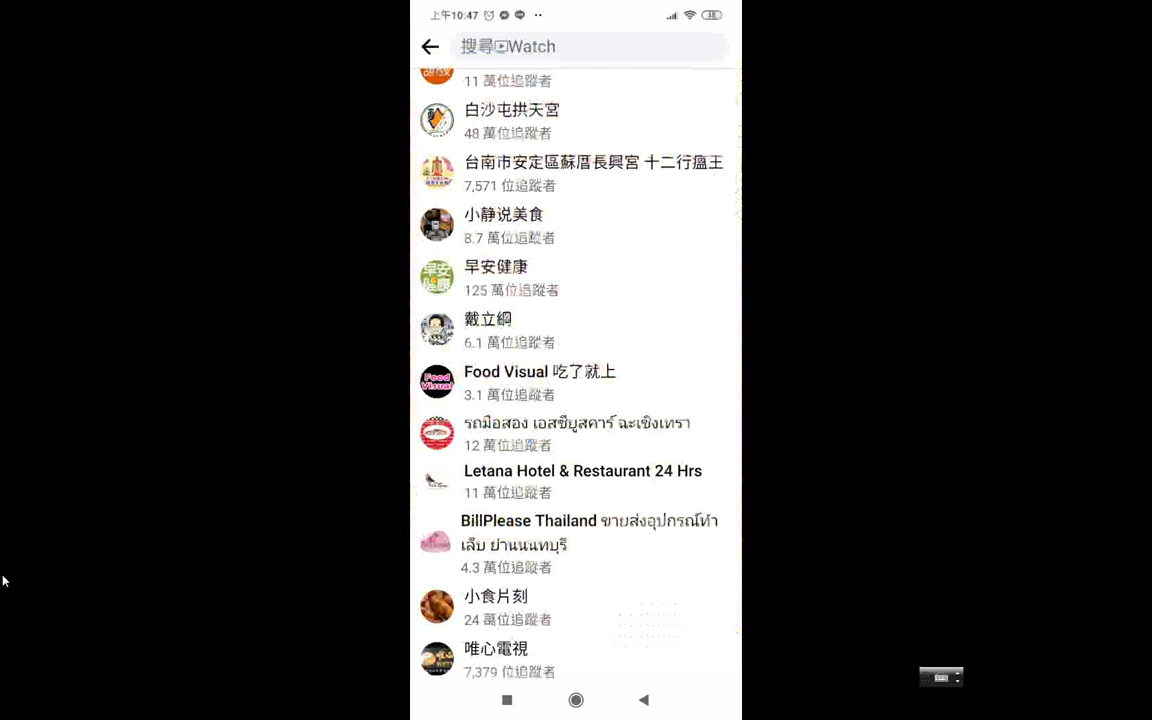 上午10:47
搜尋 Watch
11 萬位追蹤者
白沙屯拱天宮
48 萬位追蹤者
台南市安定區蘇厝長興宮 十二行瘟王
7,571 位追蹤者
小静说美食
8.7 萬位追蹤者
早安健康
125 萬位追蹤者
戴立綱
6.1 萬位追蹤者
Food Visual
Food Visual 吃了就上
3.1 萬位追蹤者
รถมือสอง เอสซีบูสคาร์ ฉะเชิงเทรา
12 萬位追蹤者
Letana Hotel & Restaurant 24 Hrs
11 萬位追蹤者
BillPlease Thailand ขายส่งอุปกรณ์ทำ
เล็บ ย่านนนทบุรี
4.3 萬位追蹤者
小食片刻
24 萬位追蹤者
唯心電視
7,379 位追蹤者